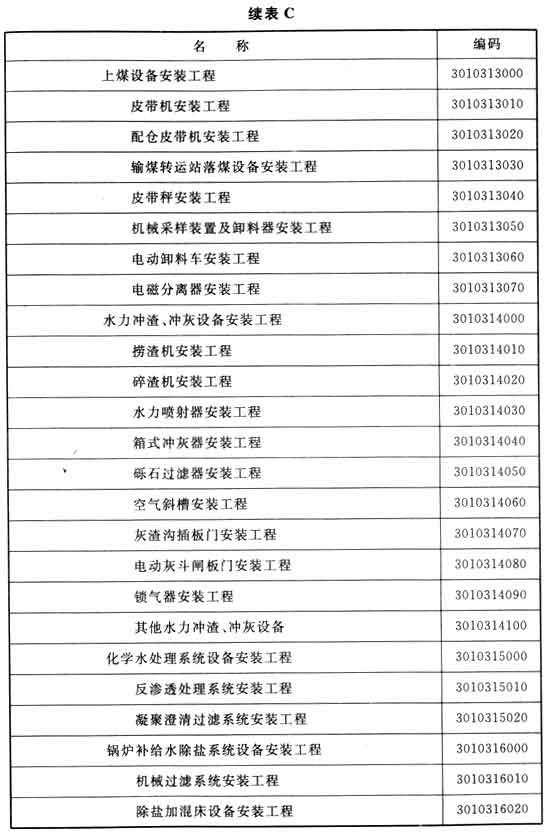 续表 C
名 称 编码
上煤设备安装工程 3010313000
皮带机安装工程 3010313010
配仓皮带机安装工程 3010313020
输煤转运站落煤设备安装工程 3010313030
皮带秤安装工程 3010313040
机械采样装置及卸料器安装工程 3010313050
电动卸料车安装工程 3010313060
电磁分离器安装工程 3010313070
水力冲渣、冲灰设备安装工程 3010314000
捞渣机安装工程 3010314010
碎渣机安装工程 3010314020
水力喷射器安装工程 3010314030
箱式冲灰器安装工程 3010314040
砾石过滤器安装工程 3010314050
空气斜槽安装工程 3010314060
灰渣沟插板门安装工程 3010314070
电动灰斗闸板门安装工程 3010314080
锁气器安装工程 3010314090
其他水力冲渣、冲灰设备 3010314100
化学水处理系统设备安装工程 3010315000
反渗透处理系统安装工程 3010315010
凝聚澄清过滤系统安装工程 3010315020
锅炉补给水除盐系统设备安装工程 3010316000
机械过滤系统安装工程 3010316010
除盐加混床设备安装工程 3010316020